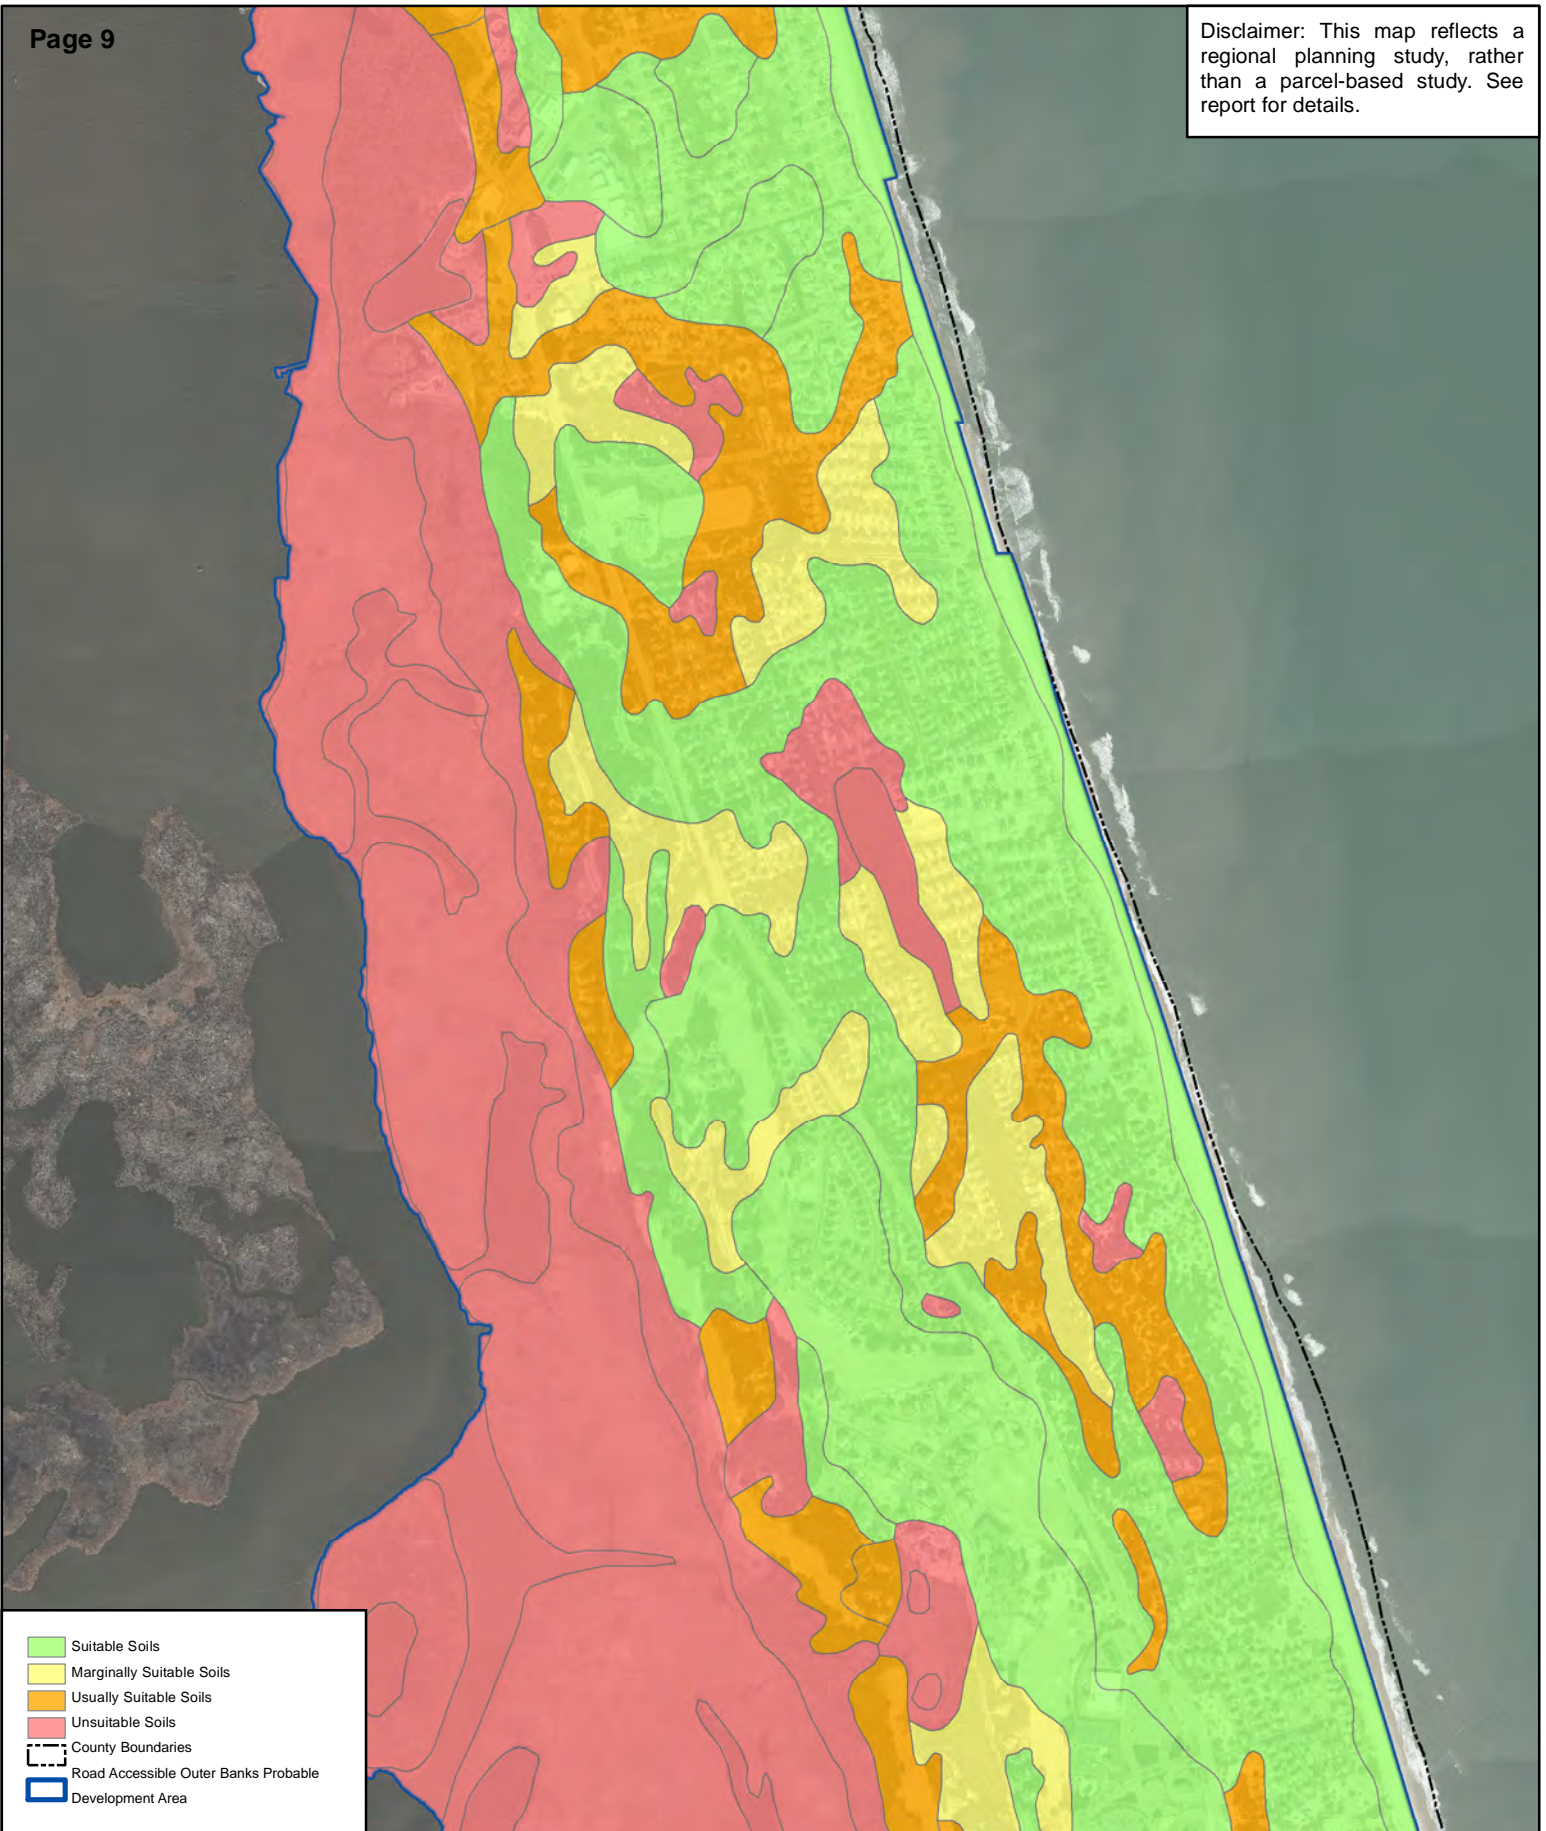 Page 9
Disclaimer: This map reflects a
regional planning study, rather
than a parcel-based study. See
report for details.
Suitable Soils
Marginally Suitable Soils
Usually Suitable Soils
Unsuitable Soils
County Boundaries
Road Accessible Outer Banks Probable
Development Area